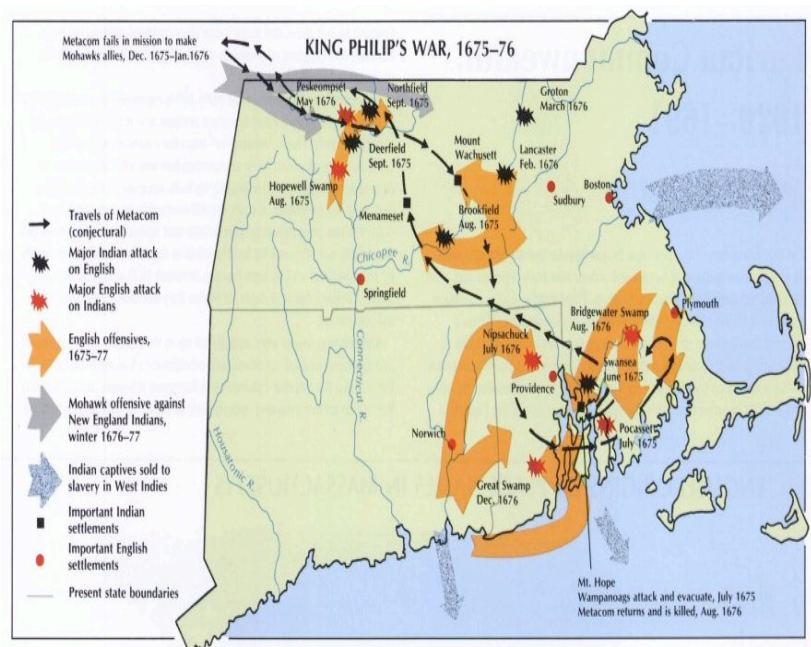 KING PHILIP'S WAR, 1675–76
Metacom fails in mission to make
Mohawks allies, Dec. 1675-Jan.1676
Peskeompset
May 1676
Northfield
Sept. 1675
Groton
March 1676
Deerfield
Sept. 1675
Mount
Wachusett
Lancaster
Feb. 1676
Hopewell Swamp
Aug. 1675
Menameset
Brookfield
Aug. 1675
Sudbury
Boston
Chicopee R.
Springfield
Connecticut R.
Housatonic R.
Nipsachuck
July 1676
Bridgewater Swamp
Aug. 1676
Plymouth
Swansea
June 1675
Providence
Norwich
Pocasset
July 1675
Great Swamp
Dec. 1676
Mt. Hope
Wampanoags attack and evacuate, July 1675
Metacom returns and is killed, Aug. 1676
Travels of Metacom
(conjectural)
Major Indian attack
on English
Major English attack
on Indians
English offensives,
1675–77
Mohawk offensive against
New England Indians,
winter 1676–77
Indian captives sold to
slavery in West Indies
Important Indian
settlements
Important English
settlements
Present state boundaries